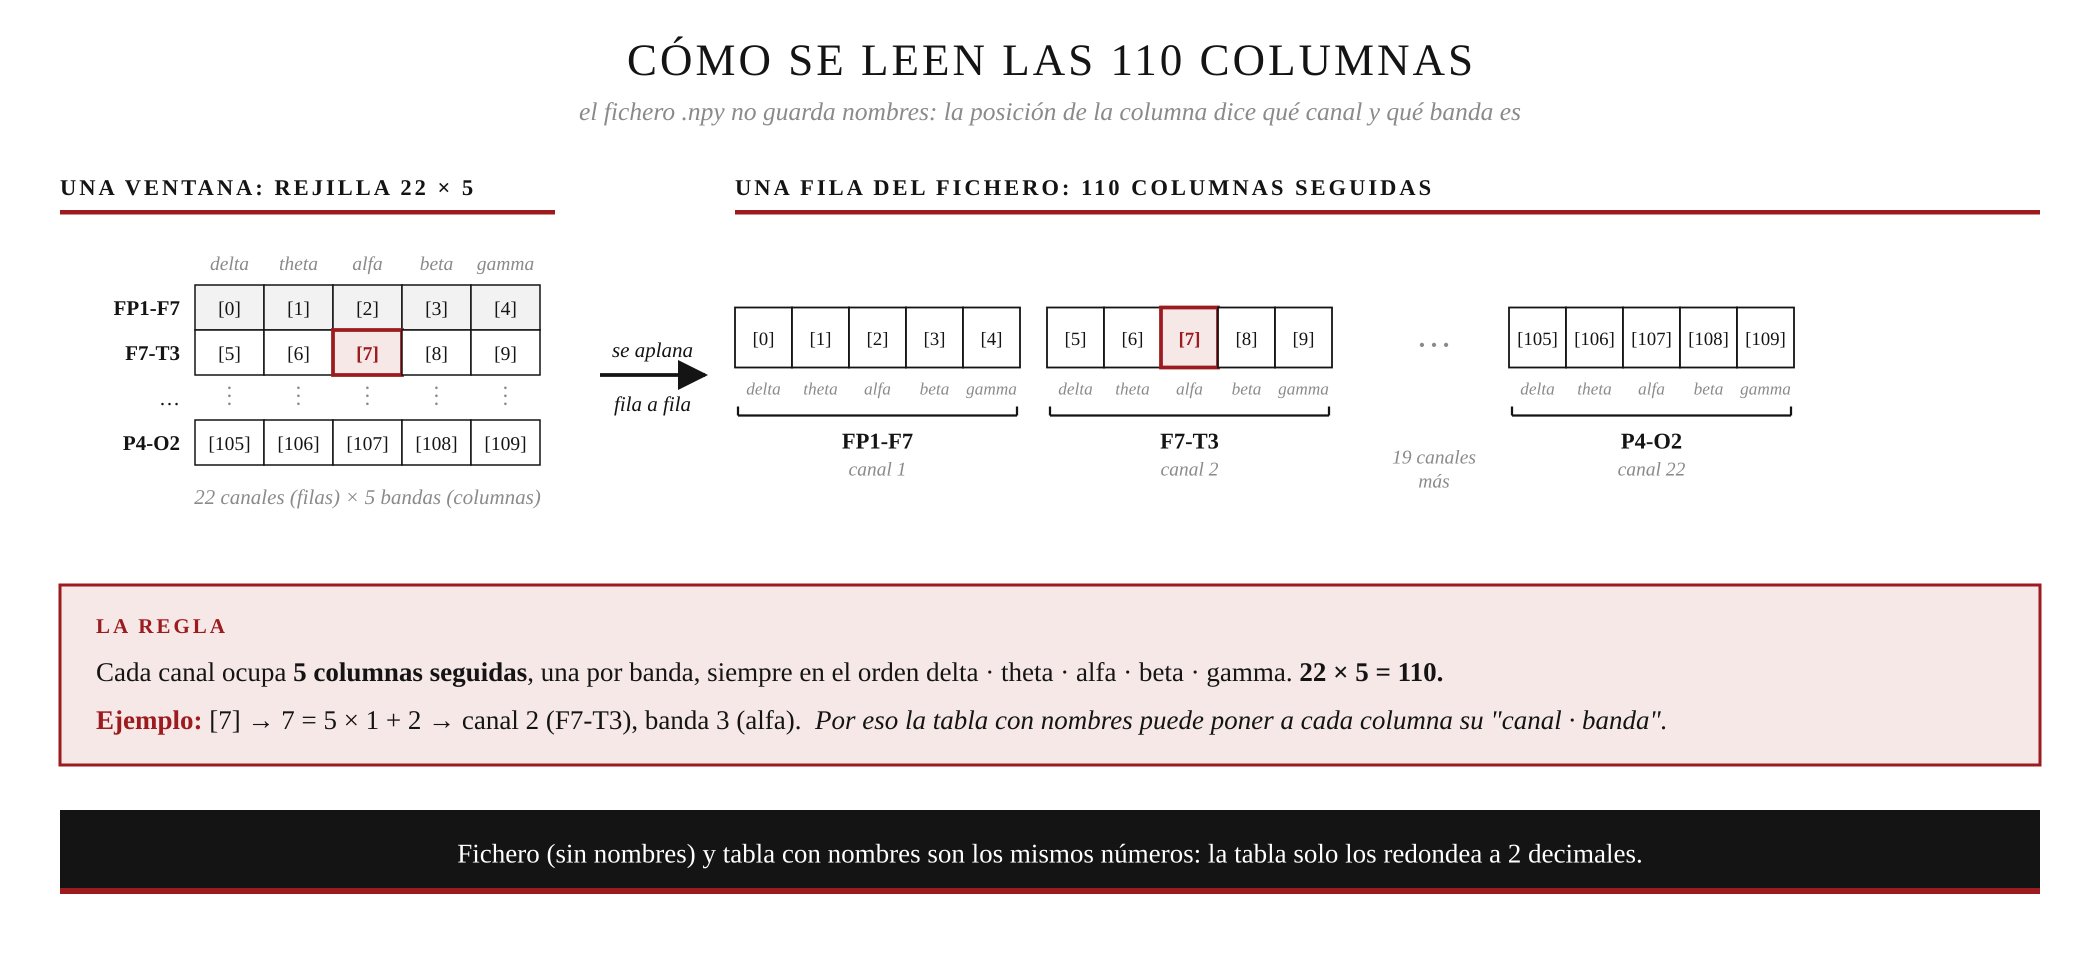 CÓMO SE LEEN LAS 110 COLUMNAS
el fichero .npy no guarda nombres: la posición de la columna dice qué canal y qué banda es
UNA VENTANA: REJILLA 22 × 5
delta theta alfa beta gamma
FP1-F7 [0] [1] [2] [3] [4]
F7-T3 [5] [6] [7] [8] [9]
… ⋮ ⋮ ⋮ ⋮ ⋮
P4-O2 [105] [106] [107] [108] [109]
22 canales (filas) × 5 bandas (columnas)
se aplana
fila a fila
UNA FILA DEL FICHERO: 110 COLUMNAS SEGUIDAS
[0] [1] [2] [3] [4] [5] [6] [7] [8] [9] … [105] [106] [107] [108] [109]
delta theta alfa beta gamma delta theta alfa beta gamma delta theta alfa beta gamma
FP1-F7 F7-T3 P4-O2
canal 1 canal 2 canal 22
19 canales
más
LA REGLA
Cada canal ocupa 5 columnas seguidas, una por banda, siempre en el orden delta · theta · alfa · beta · gamma. 22 × 5 = 110.
Ejemplo: [7] → 7 = 5 × 1 + 2 → canal 2 (F7-T3), banda 3 (alfa). Por eso la tabla con nombres puede poner a cada columna su "canal · banda".
Fichero (sin nombres) y tabla con nombres son los mismos números: la tabla solo los redondea a 2 decimales.